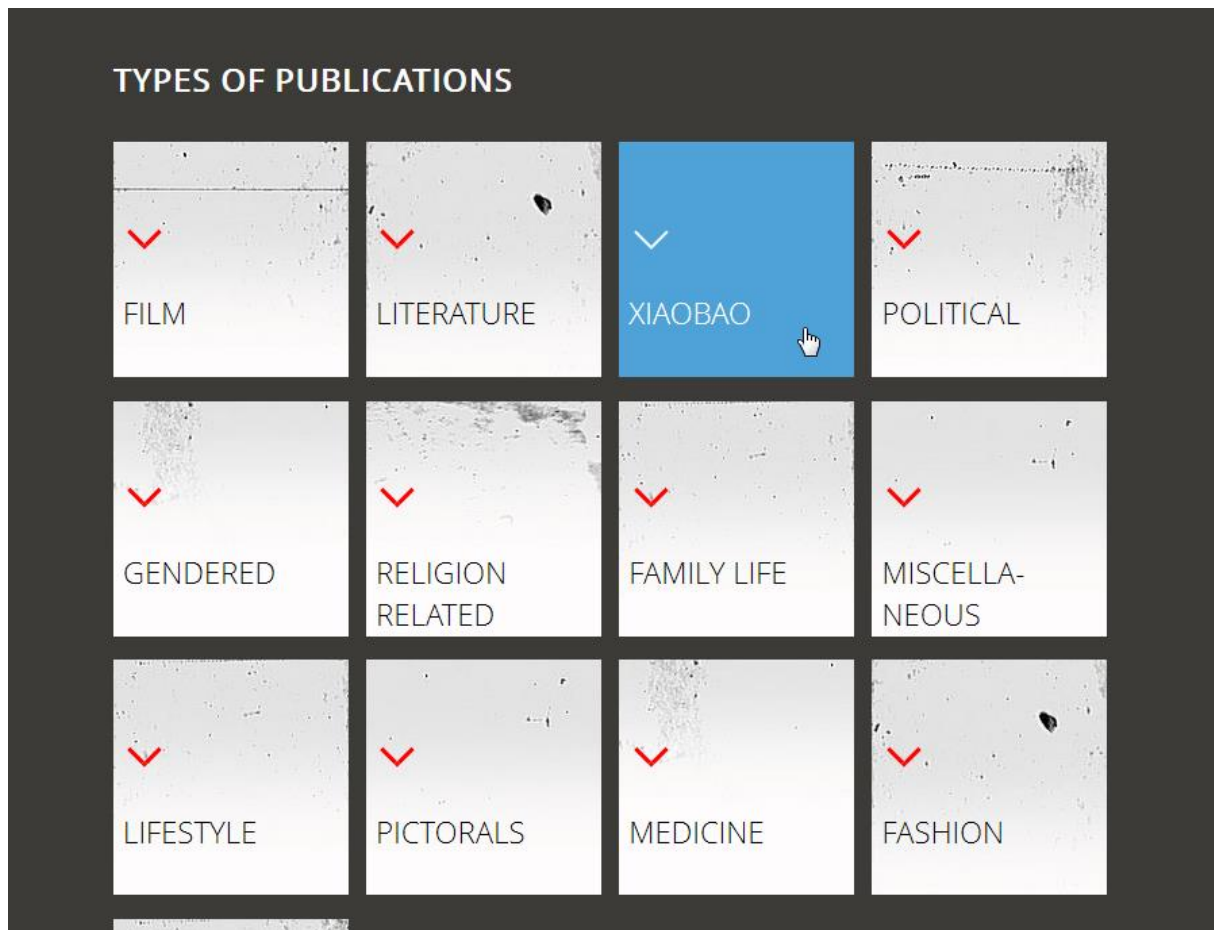 TYPES OF PUBLICATIONS
FILM
LITERATURE
XIAOBAO
POLITICAL
GENDERED
RELIGION
RELATED
FAMILY LIFE
MISCELLA-
NEOUS
LIFESTYLE
PICTORALS
MEDICINE
FASHION